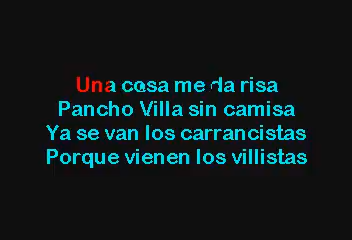 Una cosa me da risa
Pancho Villa sin camisa
Ya se van los carrancistas
Porque vienen los villistas